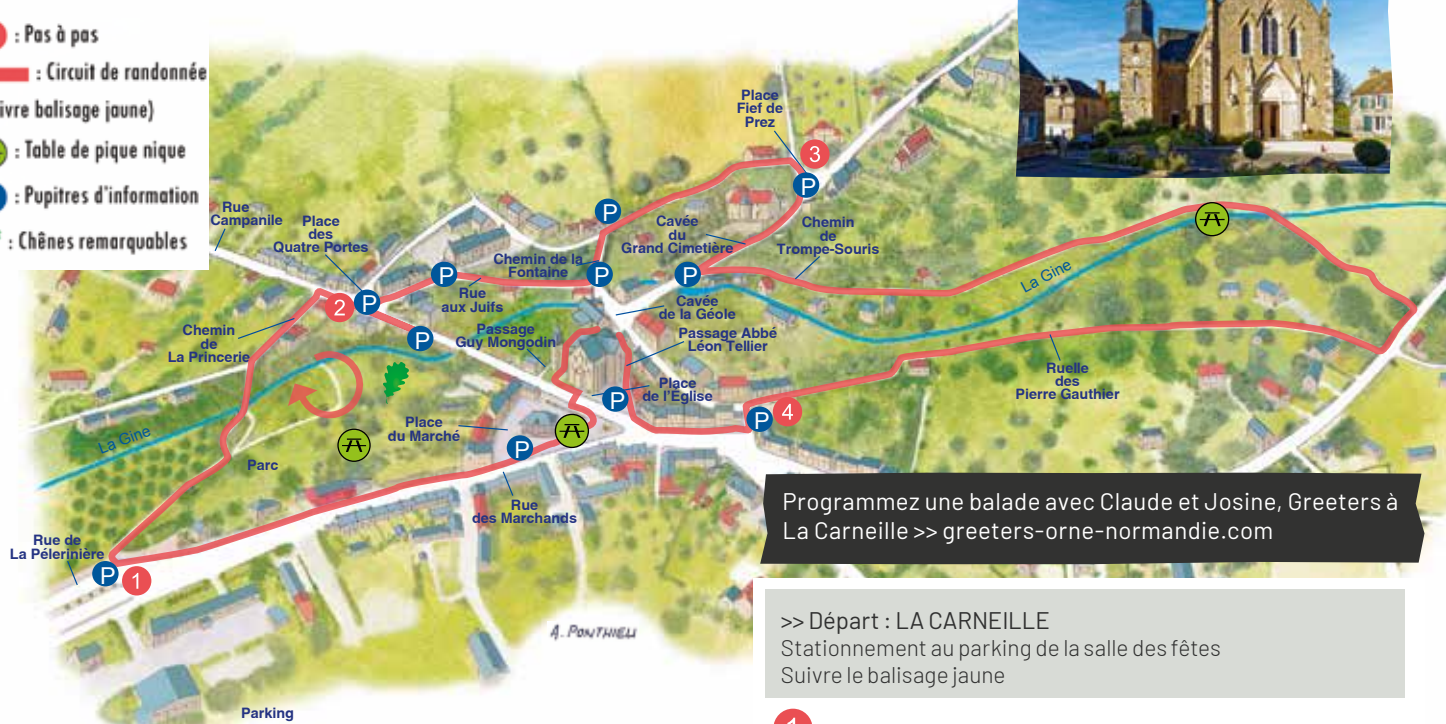 : Pas à pas
: Circuit de randonnée
ivre balisage jaune)
: Table de pique nique
P : Pupitres d'information
: Chênes remarquables
Place
Fief de
Prez
3
P
Rue
Campanile
Place
des
Quatre Portes
P
Cavée
du
Grand Cimetière
Chemin
de
Trompe-Souris
Chemin de la
Fontaine
P
P
P
2
P
Rue
aux Juifs
La Gine
Cavée
de la Géole
Chemin
de
La Princerie
P
Passage
Guy Mongodin
Passage Abbé
Léon Tellier
Ruelle
des
Pierre Gauthier
Place
de l'Église
P
P
4
Place
du Marché
P
La Gine
Parc
Rue
des Marchands
Rue de
La Pélerinière
P
1
A. PONTHIEU
Parking
Programmez une balade avec Claude et Josine, Greeters à
La Carneille >> greeters-orne-normandie.com
>> Départ : LA CARNEILLE
Stationnement au parking de la salle des fêtes
Suivre le balisage jaune
1